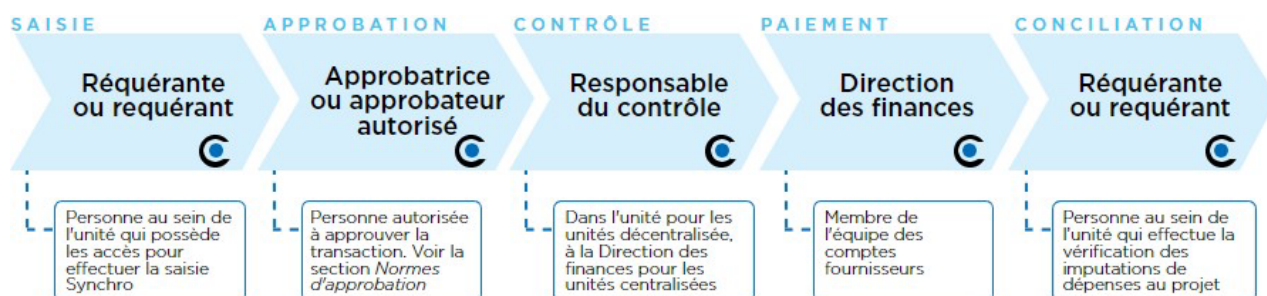 SAISIE
APPROBATION
CONTRÔLE
PAIEMENT
CONCILIATION
Réquérante
ou requérant
Approbatrice
ou approbateur
autorisé
Responsable
du contrôle
Direction
des finances
Réquérante
ou requérant
Personne au sein de
l'unité qui possède
les accès pour
effectuer la saisie
Synchro
Personne autorisée
à approuver la
transaction. Voir la
section Normes
d'approbation
Dans l'unité pour les
unités décentralisée,
à la Direction des
finances pour les
unités centralisées
Membre de
l'équipe des
comptes
fournisseurs
Personne au sein de
l'unité qui effectue la
vérification des
imputations de
dépenses au projet